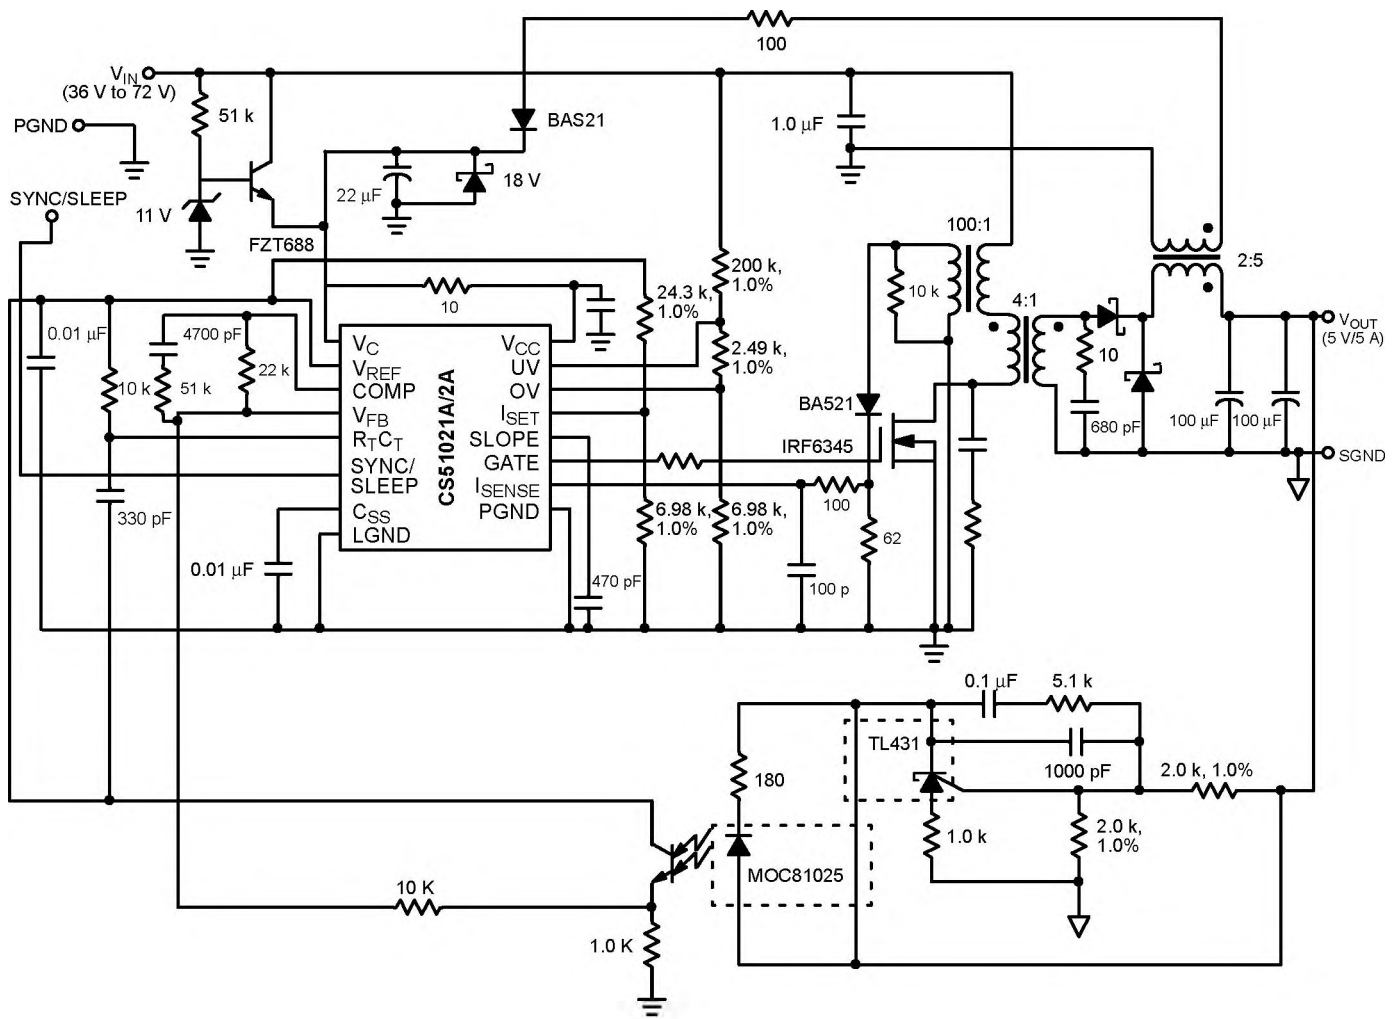 100
VIN
(36 V to 72 V)
51 k
BAS21
1.0 µF
PGND
SYNC/SLEEP
11 V
22 µF
18 V
FZT688
100:1
2:5
200 k,
1.0%
10
24.3 k,
1.0%
10 k
4:1
0.01 µF
4700 pF
VC
VCC
VOUT
(5 V/5 A)
VREF
UV
2.49 k,
1.0%
10
10 k
51 k
22 k
COMP
OV
BA521
VFB
ISET
100 µF
100 µF
680 pF
RTCT
SLOPE
IRF6345
SYNC/
SLEEP
GATE
SGND
CS51021A/2A
ISENSE
100
330 pF
CSS
PGND
6.98 k,
1.0%
6.98 k,
1.0%
LGND
62
0.01 µF
470 pF
100 p
0.1 µF
5.1 k
TL431
180
1000 pF
2.0 k, 1.0%
1.0 k
2.0 k,
1.0%
MOC81025
10 K
1.0 K